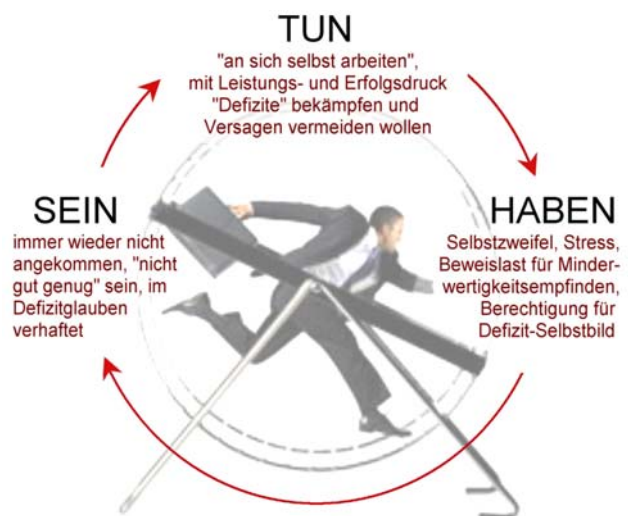 TUN
"an sich selbst arbeiten",
mit Leistungs- und Erfolgsdruck
"Defizite" bekämpfen und
Versagen vermeiden wollen
SEIN
immer wieder nicht
angekommen, "nicht
gut genug" sein, im
Defizitglauben
verhaftet
HABEN
Selbstzweifel, Stress,
Beweislast für Minder-
wertigkeitsempfinden,
Berechtigung für
Defizit-Selbstbild